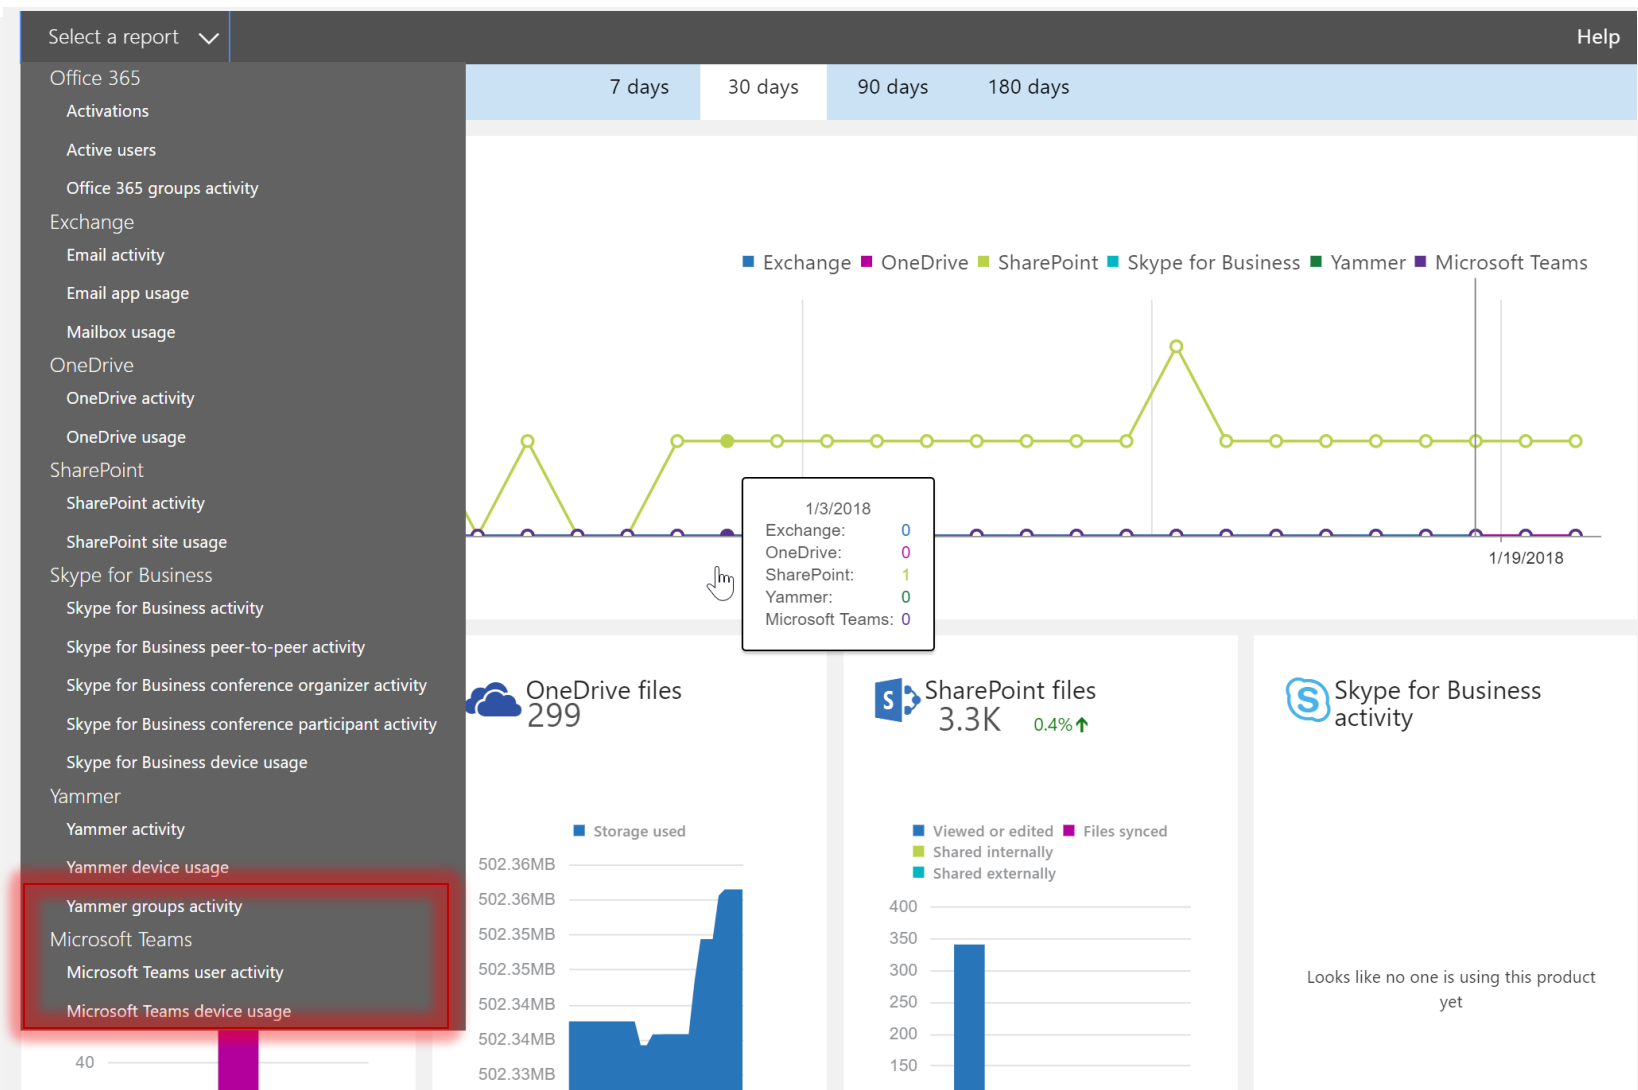 Select a report
Help
Office 365
Activations
Active users
Office 365 groups activity
Exchange
Email activity
Email app usage
Mailbox usage
OneDrive
OneDrive activity
OneDrive usage
SharePoint
SharePoint activity
SharePoint site usage
Skype for Business
Skype for Business activity
Skype for Business peer-to-peer activity
Skype for Business conference organizer activity
Skype for Business conference participant activity
Skype for Business device usage
Yammer
Yammer activity
Yammer device usage
Yammer groups activity
Microsoft Teams
Microsoft Teams user activity
Microsoft Teams device usage
7 days 30 days 90 days 180 days
Exchange OneDrive SharePoint Skype for Business Yammer Microsoft Teams
1/3/2018
Exchange: 0
OneDrive: 0
SharePoint: 1
Yammer: 0
Microsoft Teams: 0
1/19/2018
40
OneDrive files
299
Storage used
502.36MB
502.36MB
502.35MB
502.35MB
502.34MB
502.34MB
502.33MB
S
SharePoint files
3.3K 0.4%
Viewed or edited Files synced
Shared internally
Shared externally
400
350
300
250
200
150
S
Skype for Business
activity
Looks like no one is using this product
yet